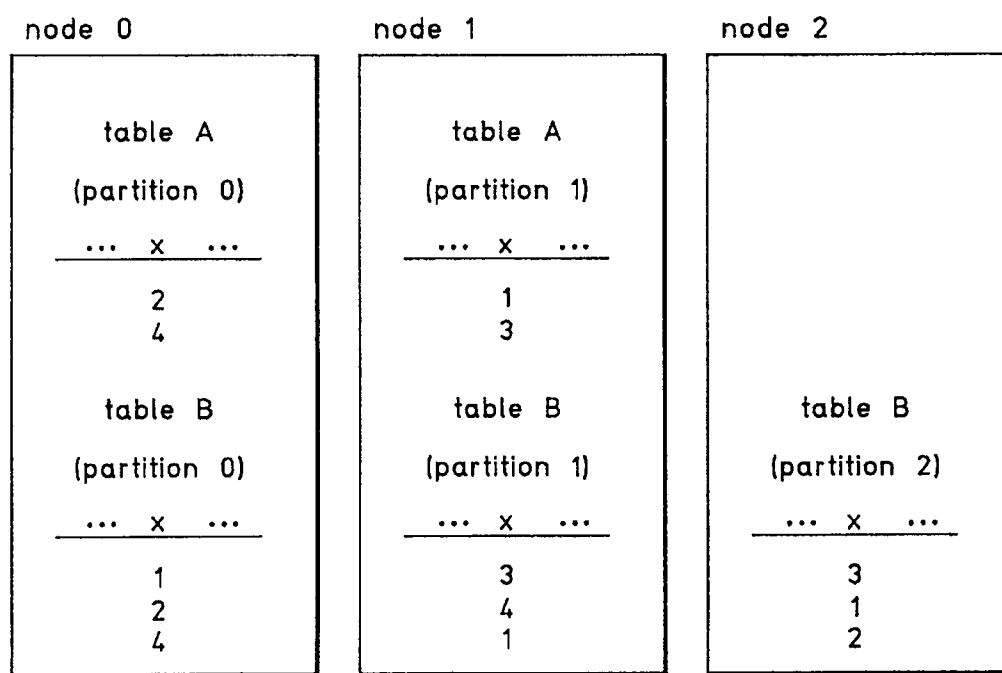 node 0
table A
(partition 0)
... x ...
2
4
table B
(partition 0)
... x ...
1
2
4
node 1
table A
(partition 1)
... x ...
1
3
table B
(partition 1)
... x ...
3
4
1
node 2
table B
(partition 2)
... x ...
3
1
2